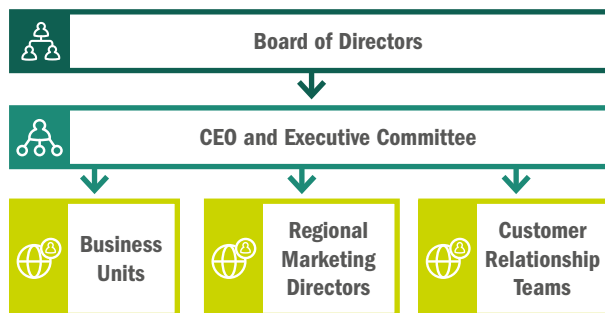 Board of Directors
CEO and Executive Committee
Business
Units
Regional
Marketing
Directors
Customer
Relationship
Teams